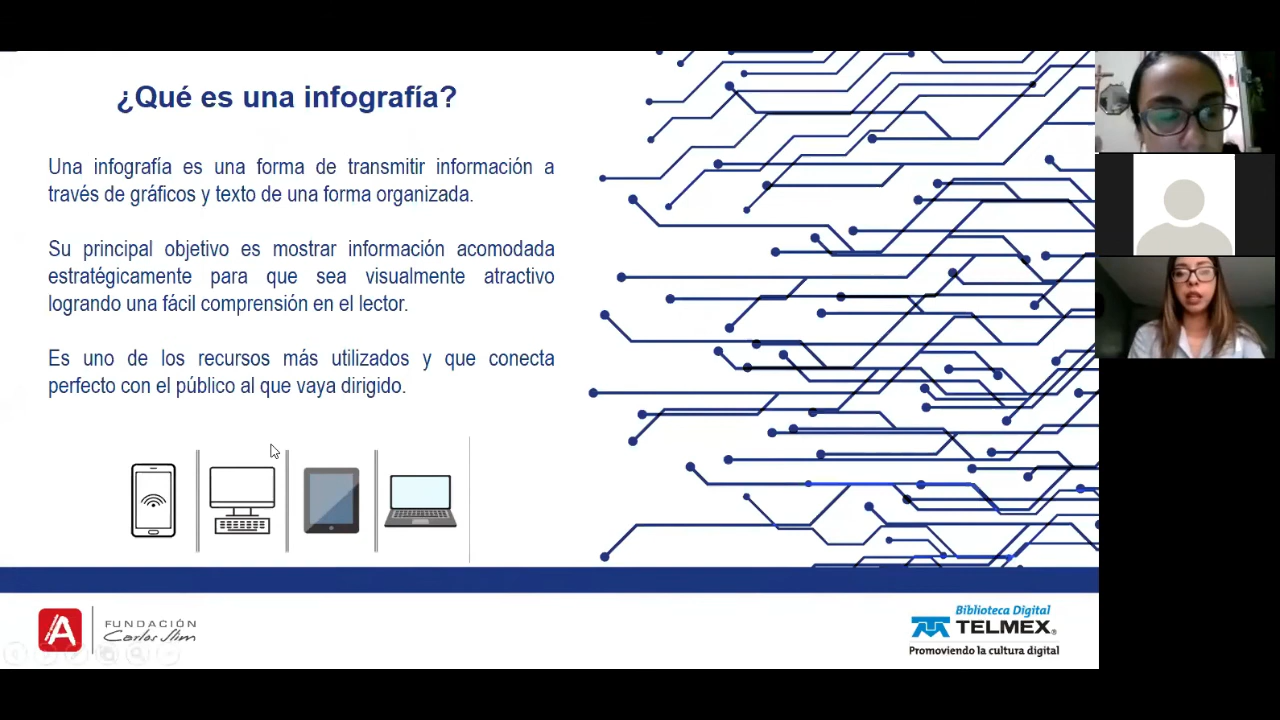 ¿Qué es una infografía?
Una infografía es una forma de transmitir información a
través de gráficos y texto de una forma organizada.
Su principal objetivo es mostrar información acomodada
estratégicamente para que sea visualmente atractivo
logrando una fácil comprensión en el lector.
Es uno de los recursos más utilizados y que conecta
perfecto con el público al que vaya dirigido.
FUNDACIÓN
Carlos Slim
Biblioteca Digital
TELMEX®
Promoviendo la cultura digital